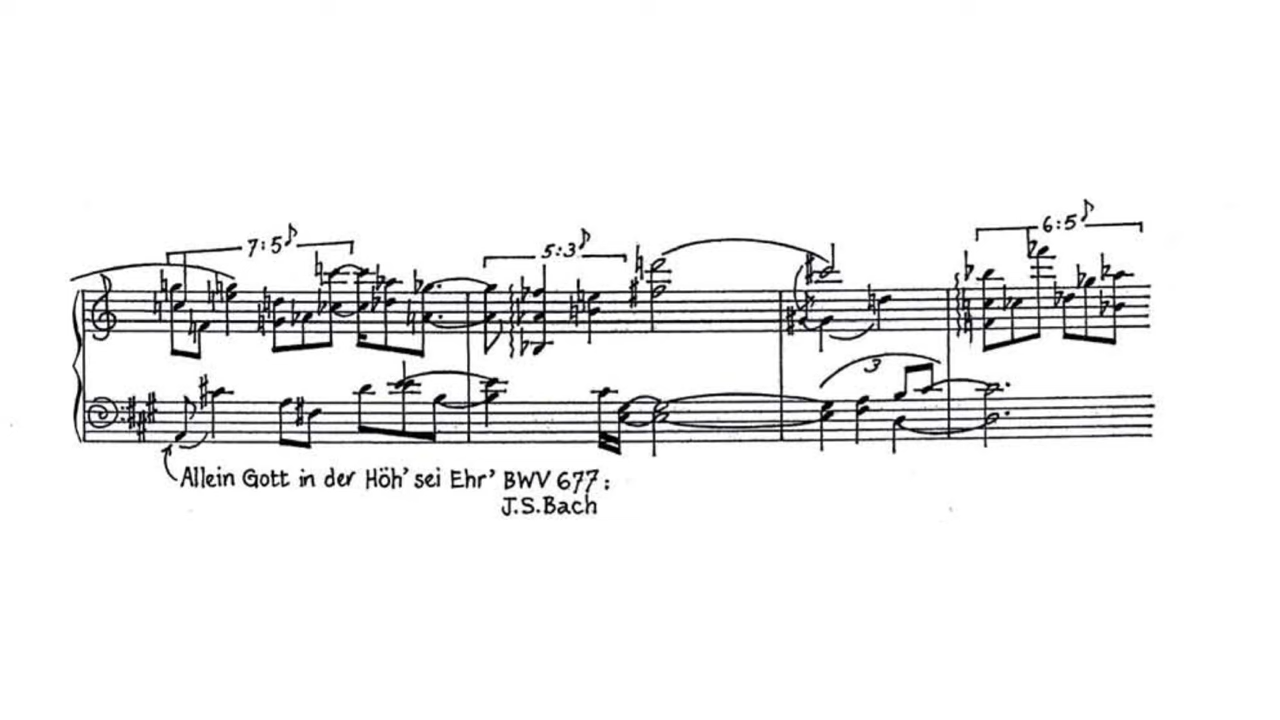 7:5♪
5:3♪
6:5♪
3
Allein Gott in der Höh' sei Ehr' BWV 677:
J.S.Bach